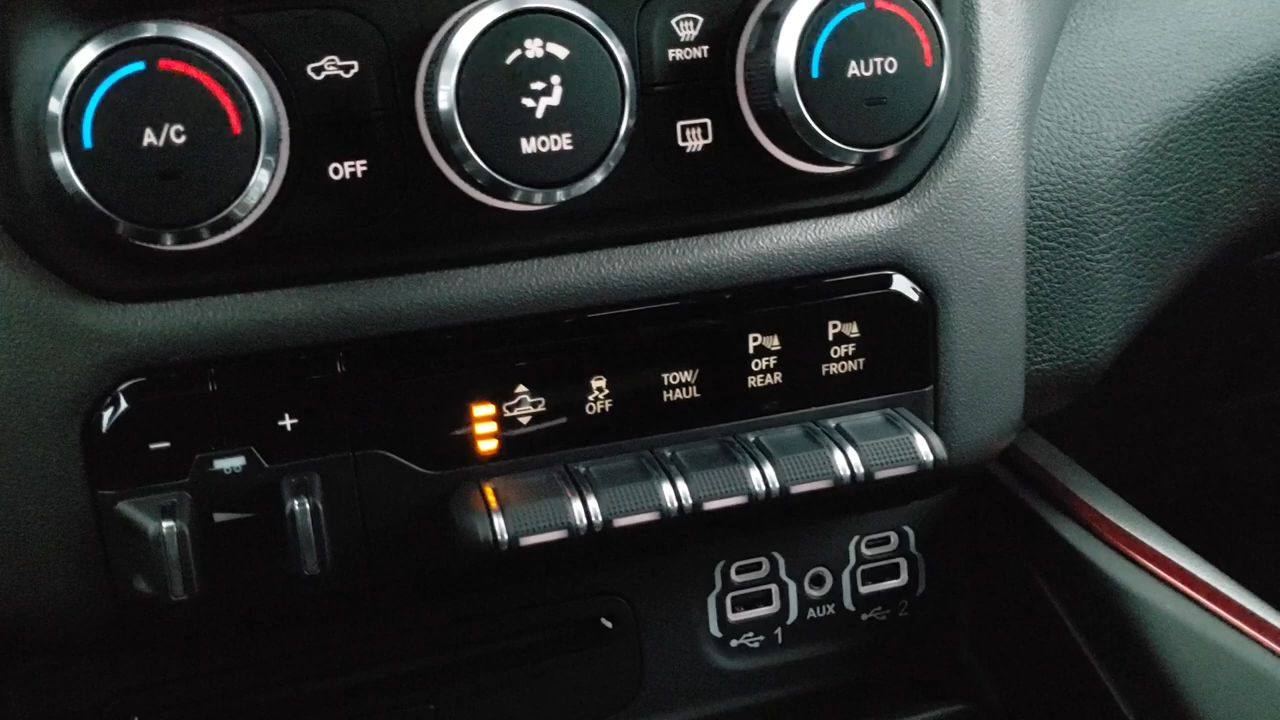 A/C
OFF
MODE
FRONT
AUTO
−
+
OFF
TOW/
HAUL
P
OFF
REAR
P
OFF
FRONT
1
AUX
2